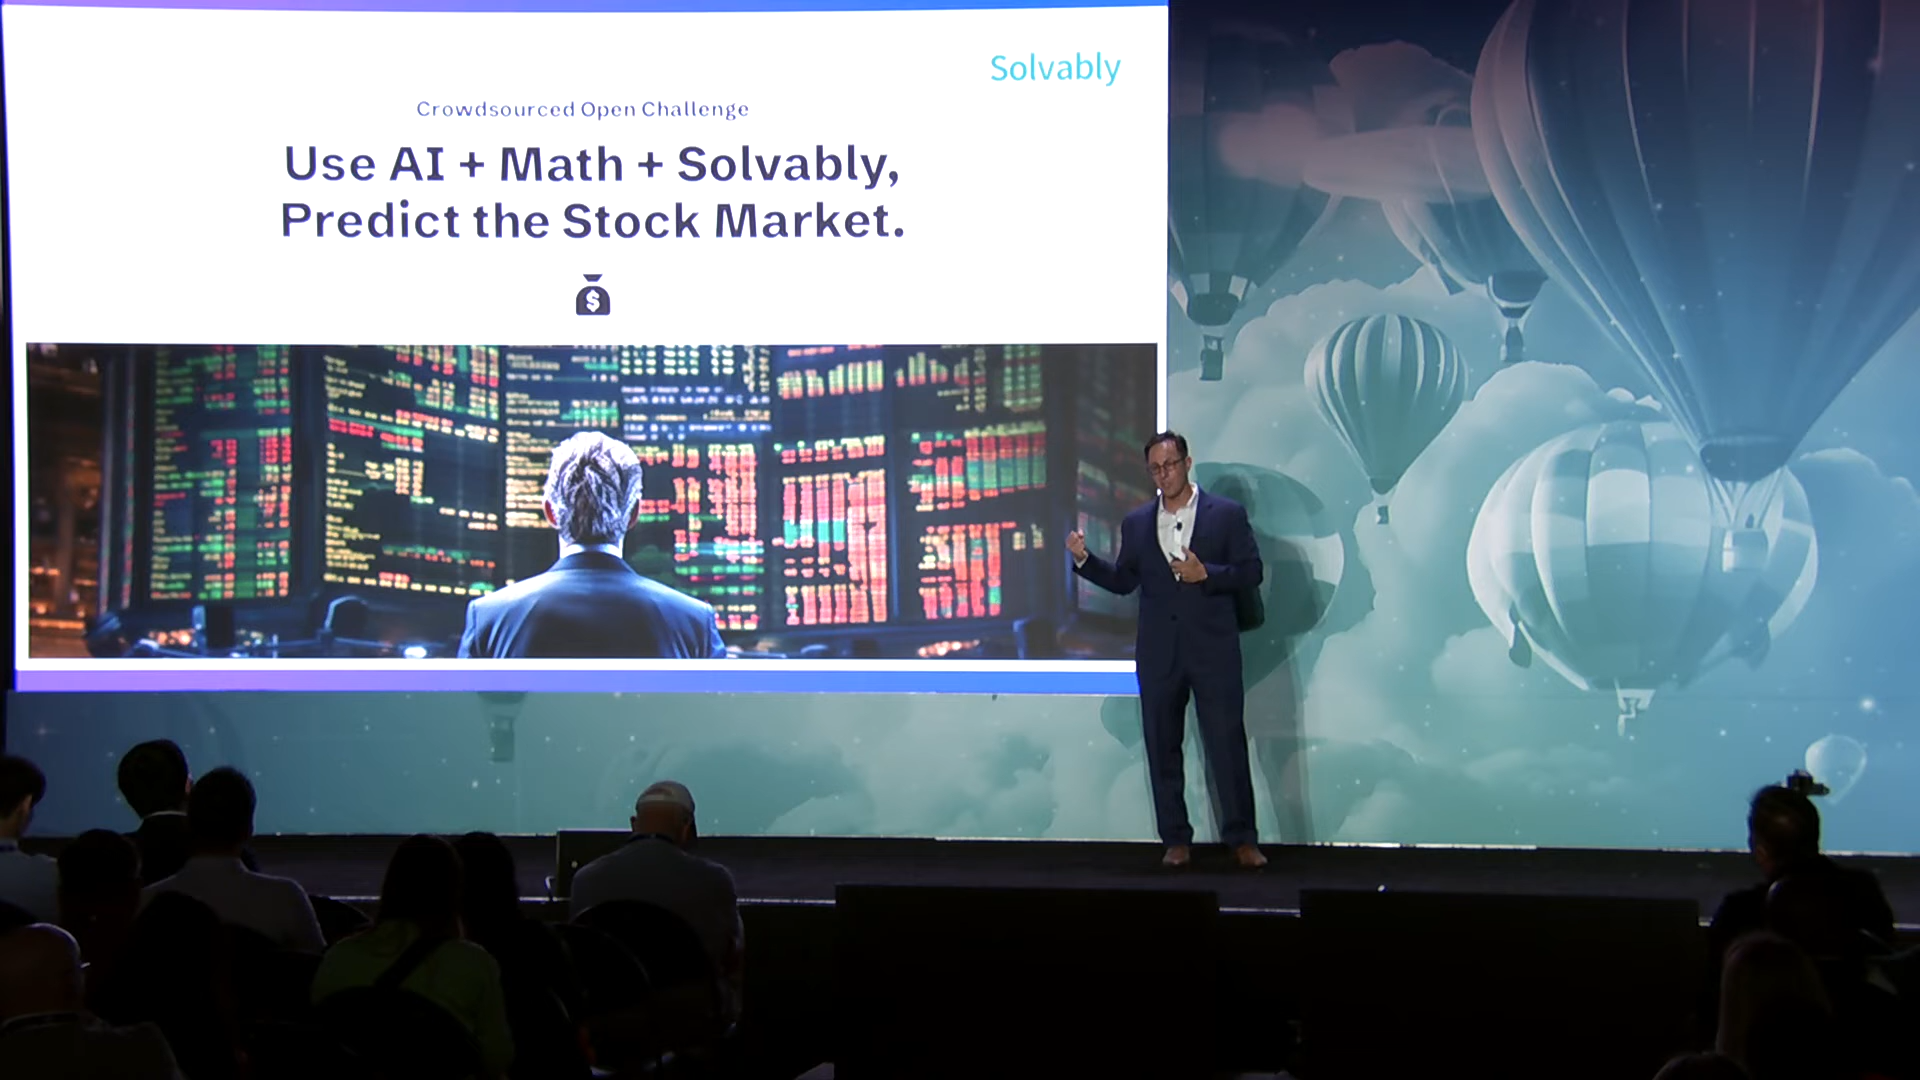 Solvably
Crowdsourced Open Challenge
Use AI + Math + Solvably,
Predict the Stock Market.
$